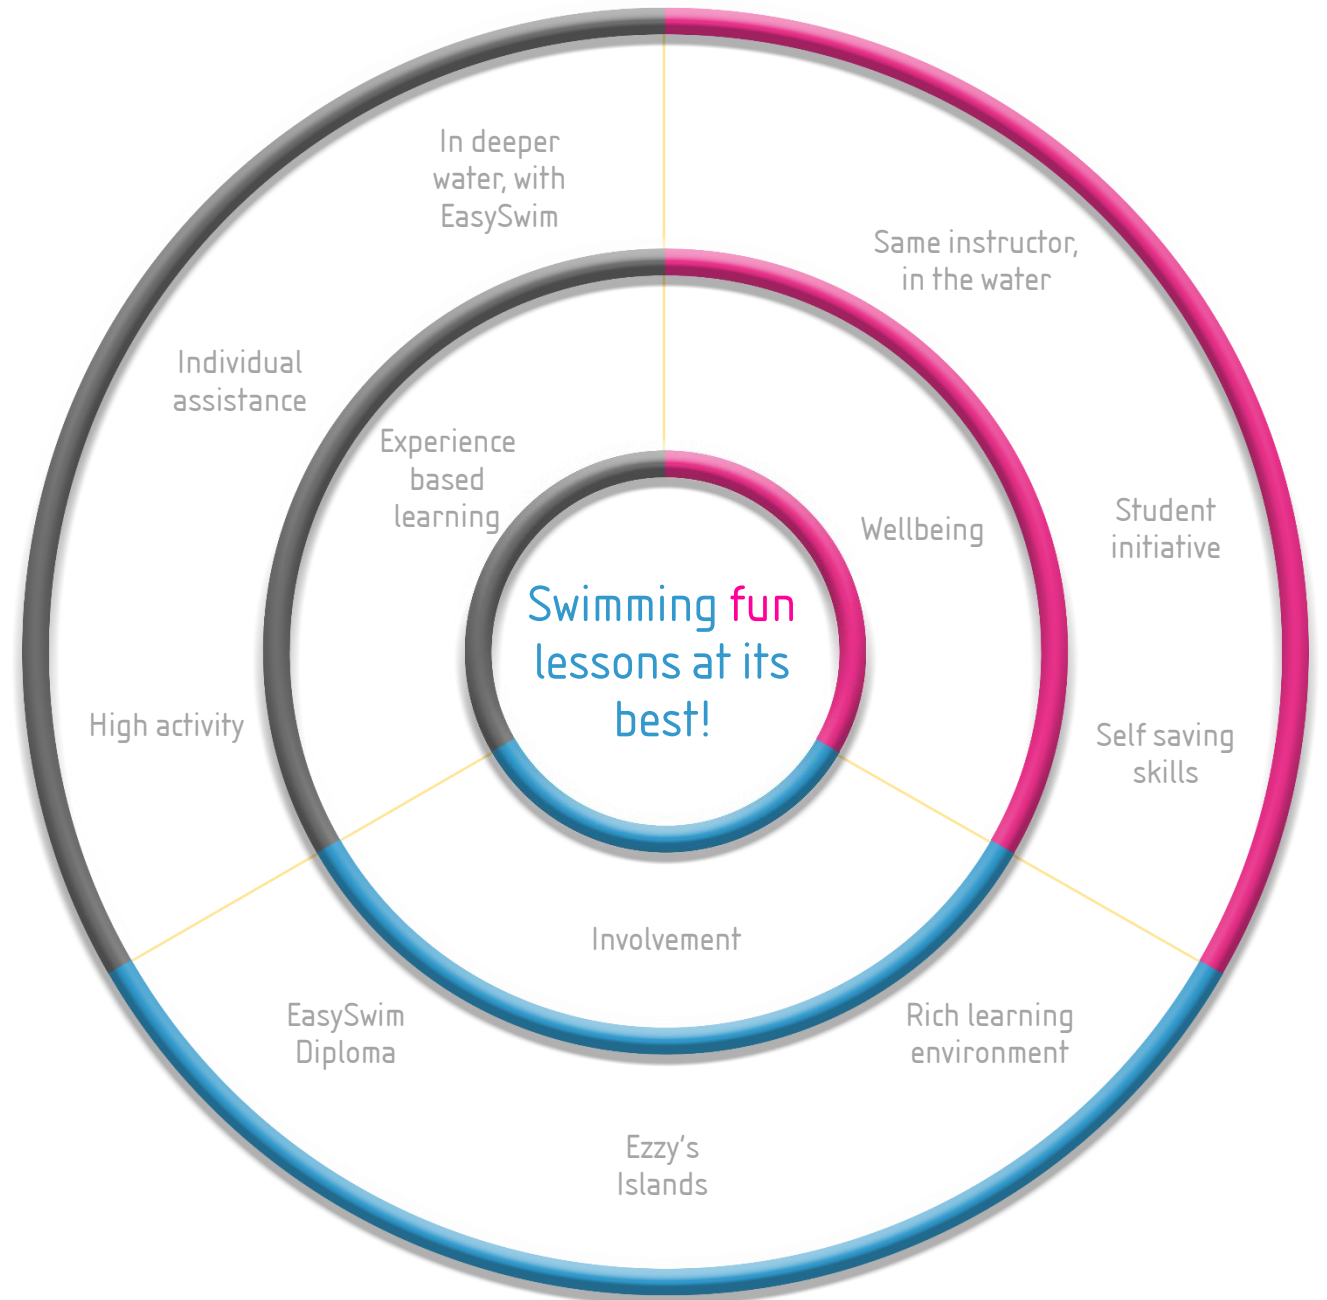 In deeper
water, with
EasySwim
Same instructor,
in the water
Individual
assistance
Experience
based
learning
Wellbeing
Student
initiative
Swimming fun
lessons at its
best!
High activity
Self saving
skills
Involvement
EasySwim
Diploma
Rich learning
environment
Ezzy's
Islands